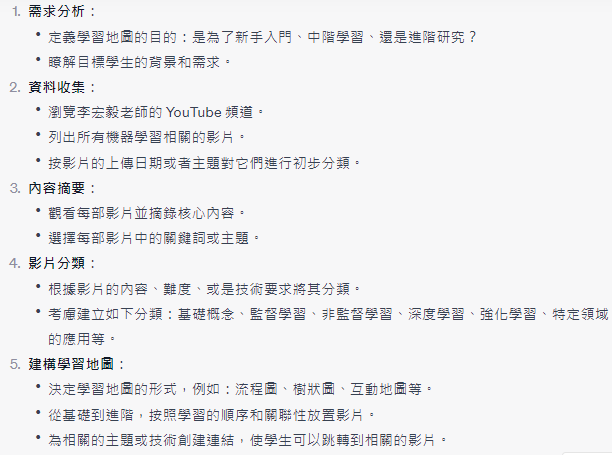 1. 需求分析：
• 定義學習地圖的目的：是為了新手入門、中階學習、還是進階研究？
• 瞭解目標學生的背景和需求。
2. 資料收集：
• 瀏覽李宏毅老師的 YouTube 頻道。
• 列出所有機器學習相關的影片。
• 按影片的上傳日期或者主題對它們進行初步分類。
3. 內容摘要：
• 觀看每部影片並摘錄核心內容。
• 選擇每部影片中的關鍵詞或主題。
4. 影片分類：
• 根據影片的內容、難度、或是技術要求將其分類。
• 考慮建立如下分類：基礎概念、監督學習、非監督學習、深度學習、強化學習、特定領域
的應用等。
5. 建構學習地圖：
• 決定學習地圖的形式，例如：流程圖、樹狀圖、互動地圖等。
• 從基礎到進階，按照學習的順序和關聯性放置影片。
• 為相關的主題或技術創建連結，使學生可以跳轉到相關的影片。